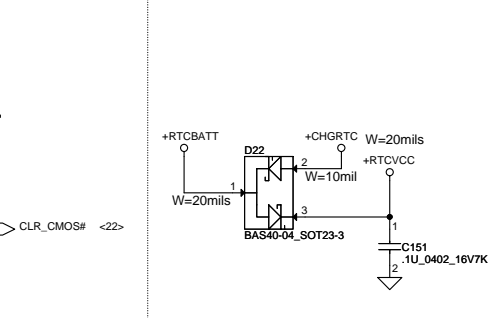 +RTCBATT
+CHGRTC
W=20mils
D22
+RTCVCC
2
W=10mil
1
W=20mils
3
BAS40-04_SOT23-3
1
C151
.1U_0402_16V7K
2
CLR_CMOS# <22>